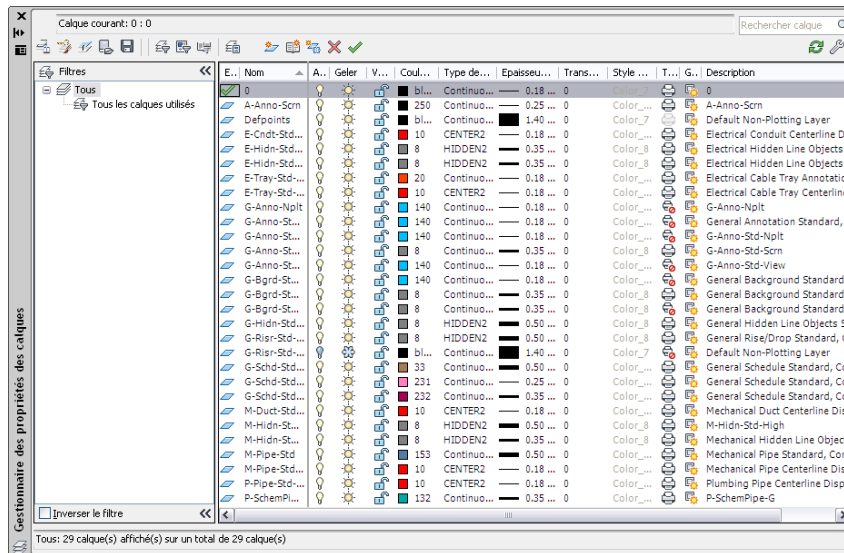 Calque courant: 0 : 0
Rechercher calque
Filtres
Tous
Tous les calques utilisés
Inverser le filtre
E.. Nom A.. Geler V... Coul... Type de... Epaisseu... Trans... Style ... T... G.. Description
0 bl... Continuo... 0.18 ... 0 Color_7 0
A-Anno-Scrn 250 Continuo... 0.25 ... 0 Color_... A-Anno-Scrn
Defpoints bl... Continuo... 1.40 ... 0 Color_7 Default Non-Plotting Layer
E-Cndt-Std... 10 CENTER2 0.18 ... 0 Color_... Electrical Conduit Centerline D
E-Hidn-Std... 8 HIDDEN2 0.35 ... 0 Color_8 Electrical Hidden Line Objects
E-Hidn-Std... 8 HIDDEN2 0.35 ... 0 Color_8 Electrical Hidden Line Objects
E-Tray-Std-... 20 Continuo... 0.18 ... 0 Color_... Electrical Cable Tray Annotatio
E-Tray-Std-... 10 CENTER2 0.18 ... 0 Color_... Electrical Cable Tray Centerline
G-Anno-Nplt 140 Continuo... 0.18 ... 0 Color_... G-Anno-Nplt
G-Anno-St... 140 Continuo... 0.18 ... 0 Color_... General Annotation Standard,
G-Anno-St... 140 Continuo... 0.18 ... 0 Color_... G-Anno-Std-Nplt
G-Anno-St... 8 Continuo... 0.35 ... 0 Color_8 G-Anno-Std-Scrn
G-Anno-St... 140 Continuo... 0.18 ... 0 Color_... G-Anno-Std-View
G-Bgrd-St... 140 Continuo... 0.18 ... 0 Color_... General Background Standard
G-Bgrd-St... 8 Continuo... 0.35 ... 0 Color_8 General Background Standard
G-Bgrd-St... 8 Continuo... 0.35 ... 0 Color_8 General Background Standard
G-Hidn-Std... 8 HIDDEN2 0.50 ... 0 Color_8 General Hidden Line Objects S
G-Risr-Std-... 8 HIDDEN2 0.50 ... 0 Color_8 General Rise/Drop Standard, C
G-Risr-Std-... bl... Continuo... 1.40 ... 0 Color_7 Default Non-Plotting Layer
G-Schd-Std... 33 Continuo... 0.50 ... 0 Color_... General Schedule Standard, Co
G-Schd-Std... 231 Continuo... 0.25 ... 0 Color_... General Schedule Standard, Co
G-Schd-Std... 232 Continuo... 0.35 ... 0 Color_... General Schedule Standard, Co
M-Duct-Std... 10 CENTER2 0.18 ... 0 Color_... Mechanical Duct Centerline Dis
M-Hidn-St... 8 HIDDEN2 0.50 ... 0 Color_8 M-Hidn-Std-High
M-Hidn-St... 8 HIDDEN2 0.35 ... 0 Color_8 Mechanical Hidden Line Objec
M-Pipe-Std 153 Continuo... 0.50 ... 0 Color_... Mechanical Pipe Standard, Con
M-Pipe-Std... 10 CENTER2 0.18 ... 0 Color_... Mechanical Pipe Centerline Dis
P-Pipe-Std-... 10 CENTER2 0.18 ... 0 Color_... Plumbing Pipe Centerline Disp
P-SchemPi... 132 Continuo... 0.35 ... 0 Color_... P-SchemPipe-G
Tous: 29 calque(s) affiché(s) sur un total de 29 calque(s)
Gestionnaire des propriétés des calques